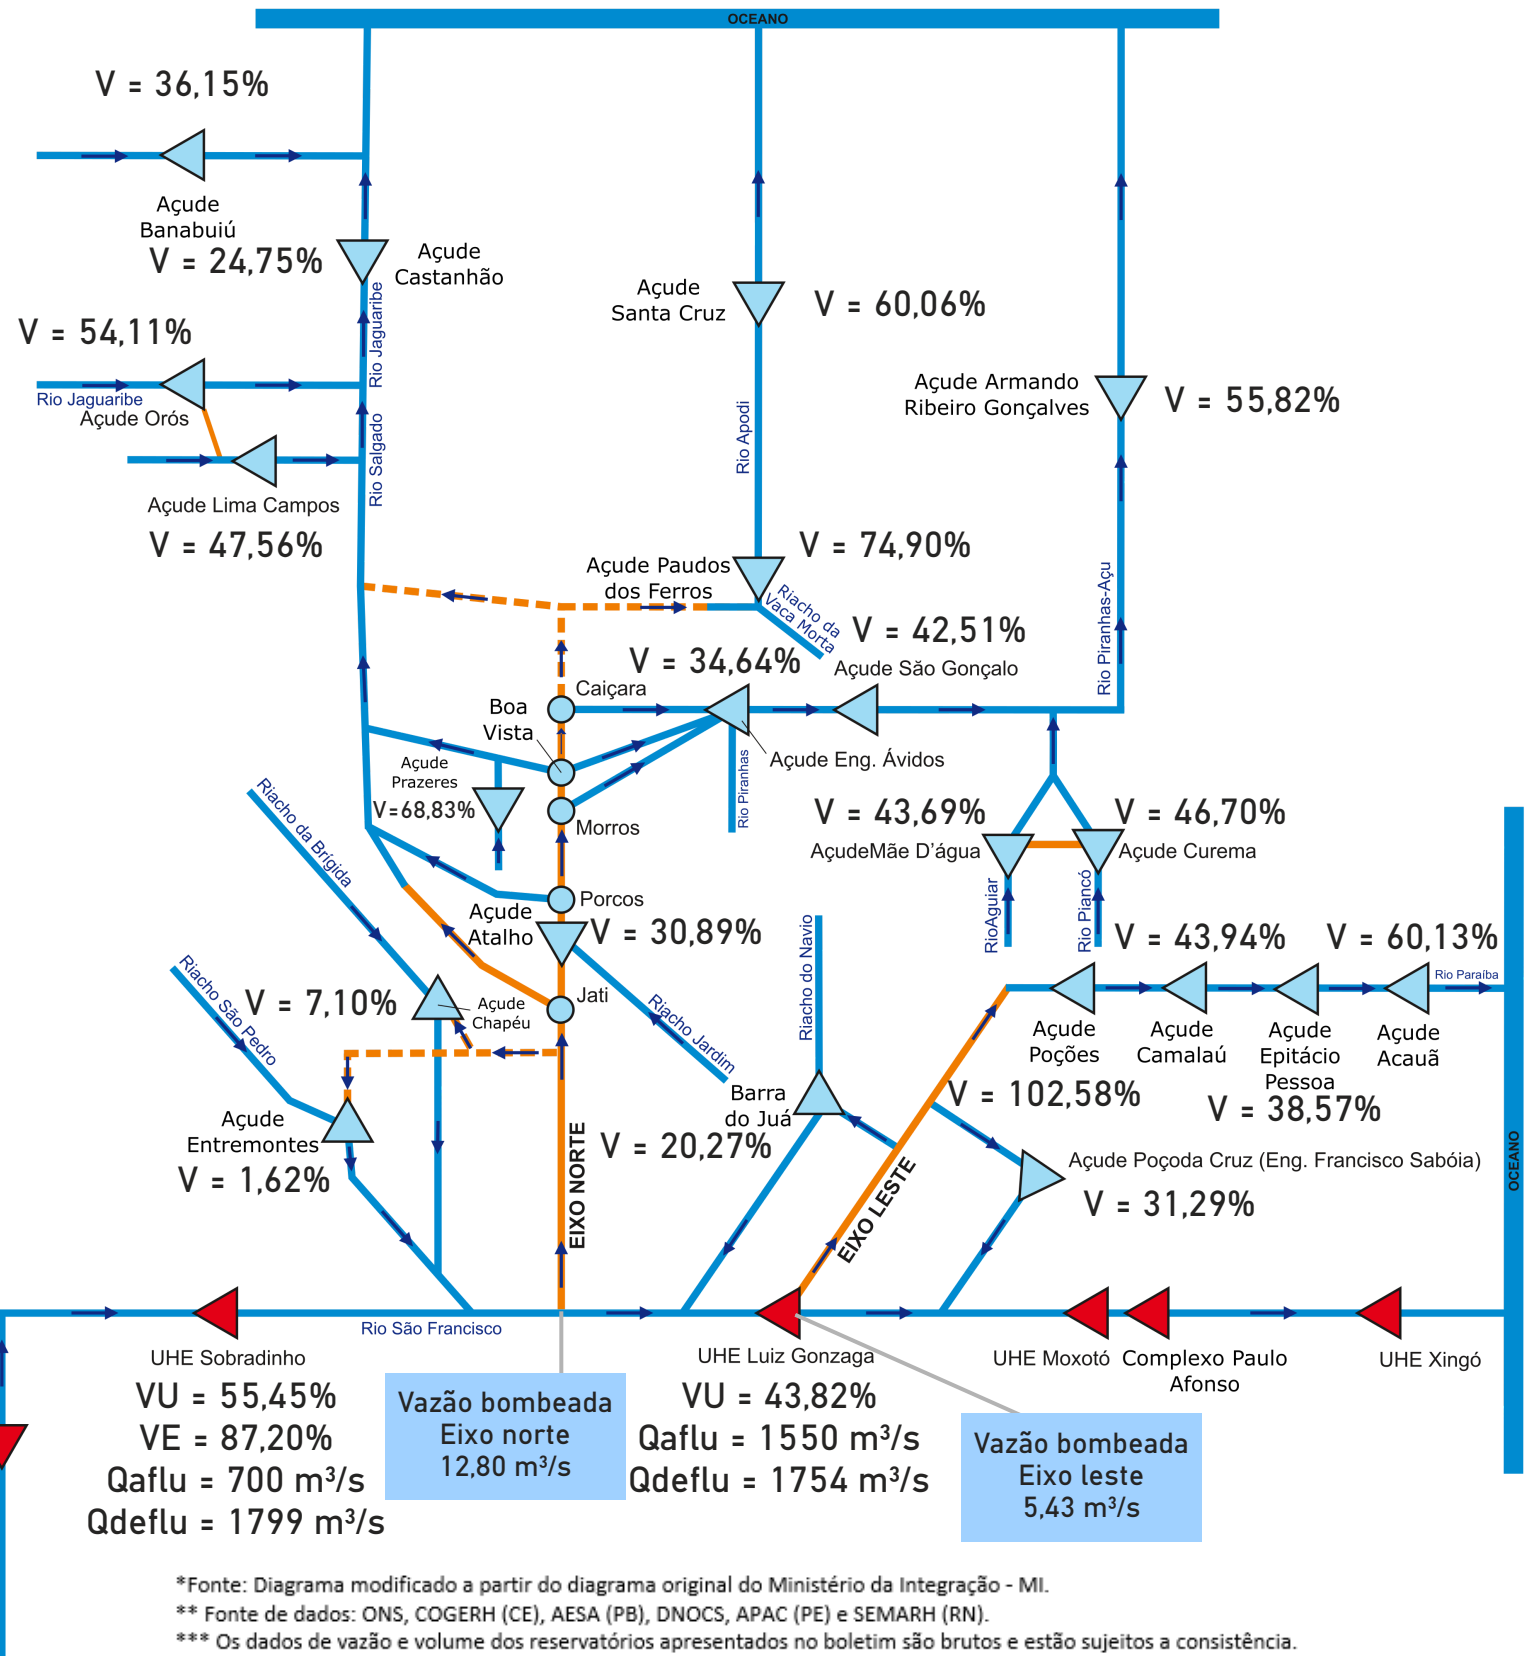 OCEANO
V = 36,15%
Açude
Banabuiú
V = 24,75%
Açude
Castanhão
Rio Jaguaribe
V = 54,11%
Rio Jaguaribe
Açude Orós
Rio Salgado
Açude Lima Campos
V = 47,56%
Açude
Santa Cruz
V = 60,06%
Açude Armando
Ribeiro Gonçalves
V = 55,82%
Rio Apodi
Açude Paudos
dos Ferros
V = 74,90%
Riacho da
Vaca Morta
Rio Piranhas-Açu
V = 42,51%
Açude São Gonçalo
V = 34,64%
Caiçara
Boa
Vista
Açude Eng. Ávidos
Rio Piranhas
Açude
Prazeres
V=68,83%
Morros
Riacho da Brígida
V = 43,69%
AçudeMãe D'água
V = 46,70%
Açude Curema
RioAguiar
Rio Piancó
Porcos
Açude
Atalho
V = 30,89%
Riacho do Navio
V = 43,94%
V = 60,13%
Rio Paraíba
Riacho São Pedro
V = 7,10%
Açude
Chapéu
Jati
Riacho Jardim
Açude
Poções
Açude
Camalaú
Açude
Epitácio
Pessoa
Açude
Acauã
V = 102,58%
V = 38,57%
Barra
do Juá
V = 20,27%
Açude
Entremontes
V = 1,62%
EIXO NORTE
EIXO LESTE
Açude Poçoda Cruz (Eng. Francisco Sabóia)
V = 31,29%
OCEANO
Rio São Francisco
UHE Sobradinho
VU = 55,45%
VE = 87,20%
Qaflu = 700 m³/s
Qdeflu = 1799 m³/s
Vazão bombeada
Eixo norte
12,80 m³/s
UHE Luiz Gonzaga
VU = 43,82%
Qaflu = 1550 m³/s
Qdeflu = 1754 m³/s
Vazão bombeada
Eixo leste
5,43 m³/s
UHE Moxotó
Complexo Paulo
Afonso
UHE Xingó
*Fonte: Diagrama modificado a partir do diagrama original do Ministério da Integração - MI.
** Fonte de dados: ONS, COGERH (CE), AESA (PB), DNOCS, APAC (PE) e SEMARH (RN).
*** Os dados de vazão e volume dos reservatórios apresentados no boletim são brutos e estão sujeitos a consistência.